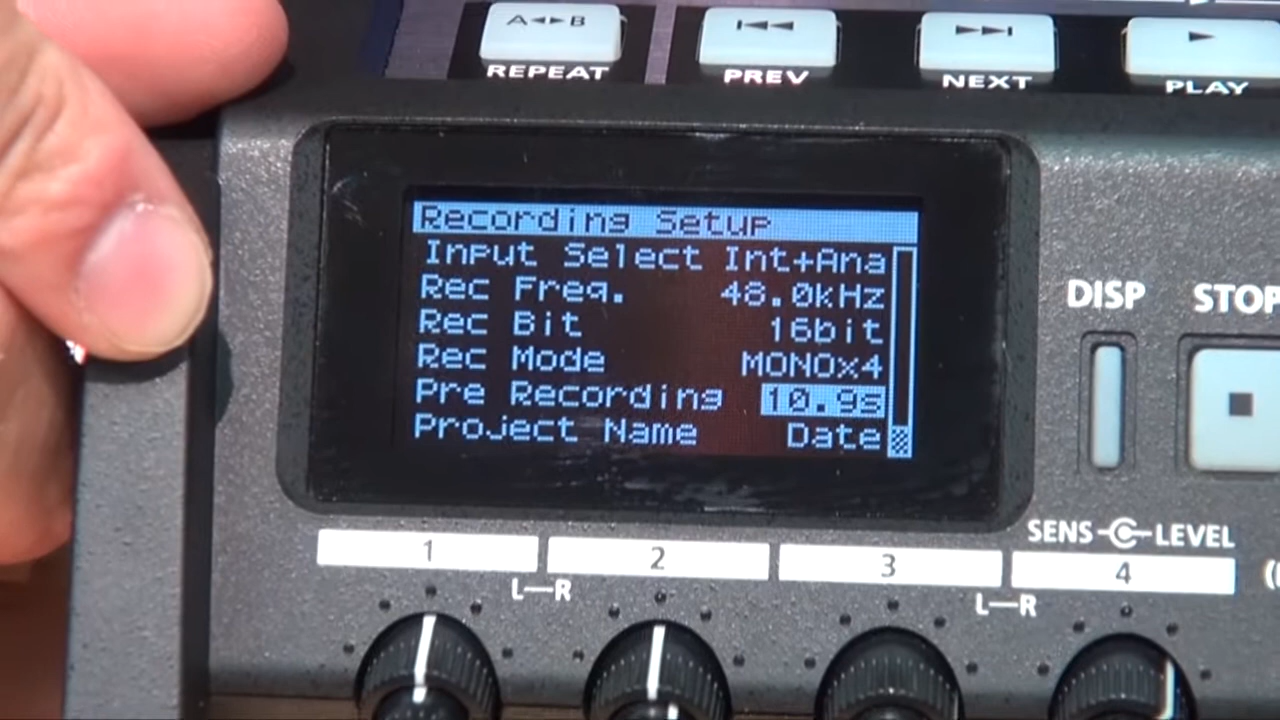 A B
REPEAT PREV NEXT PLAY
Recording Setup
Input Select Int+Ana
Rec Freq. 48.0kHz
Rec Bit 16bit
Rec Mode MONOx4
Pre Recording 10.9s
Project Name Date
DISP STOP
SENS LEVEL
1 2 3 4
L—R L—R